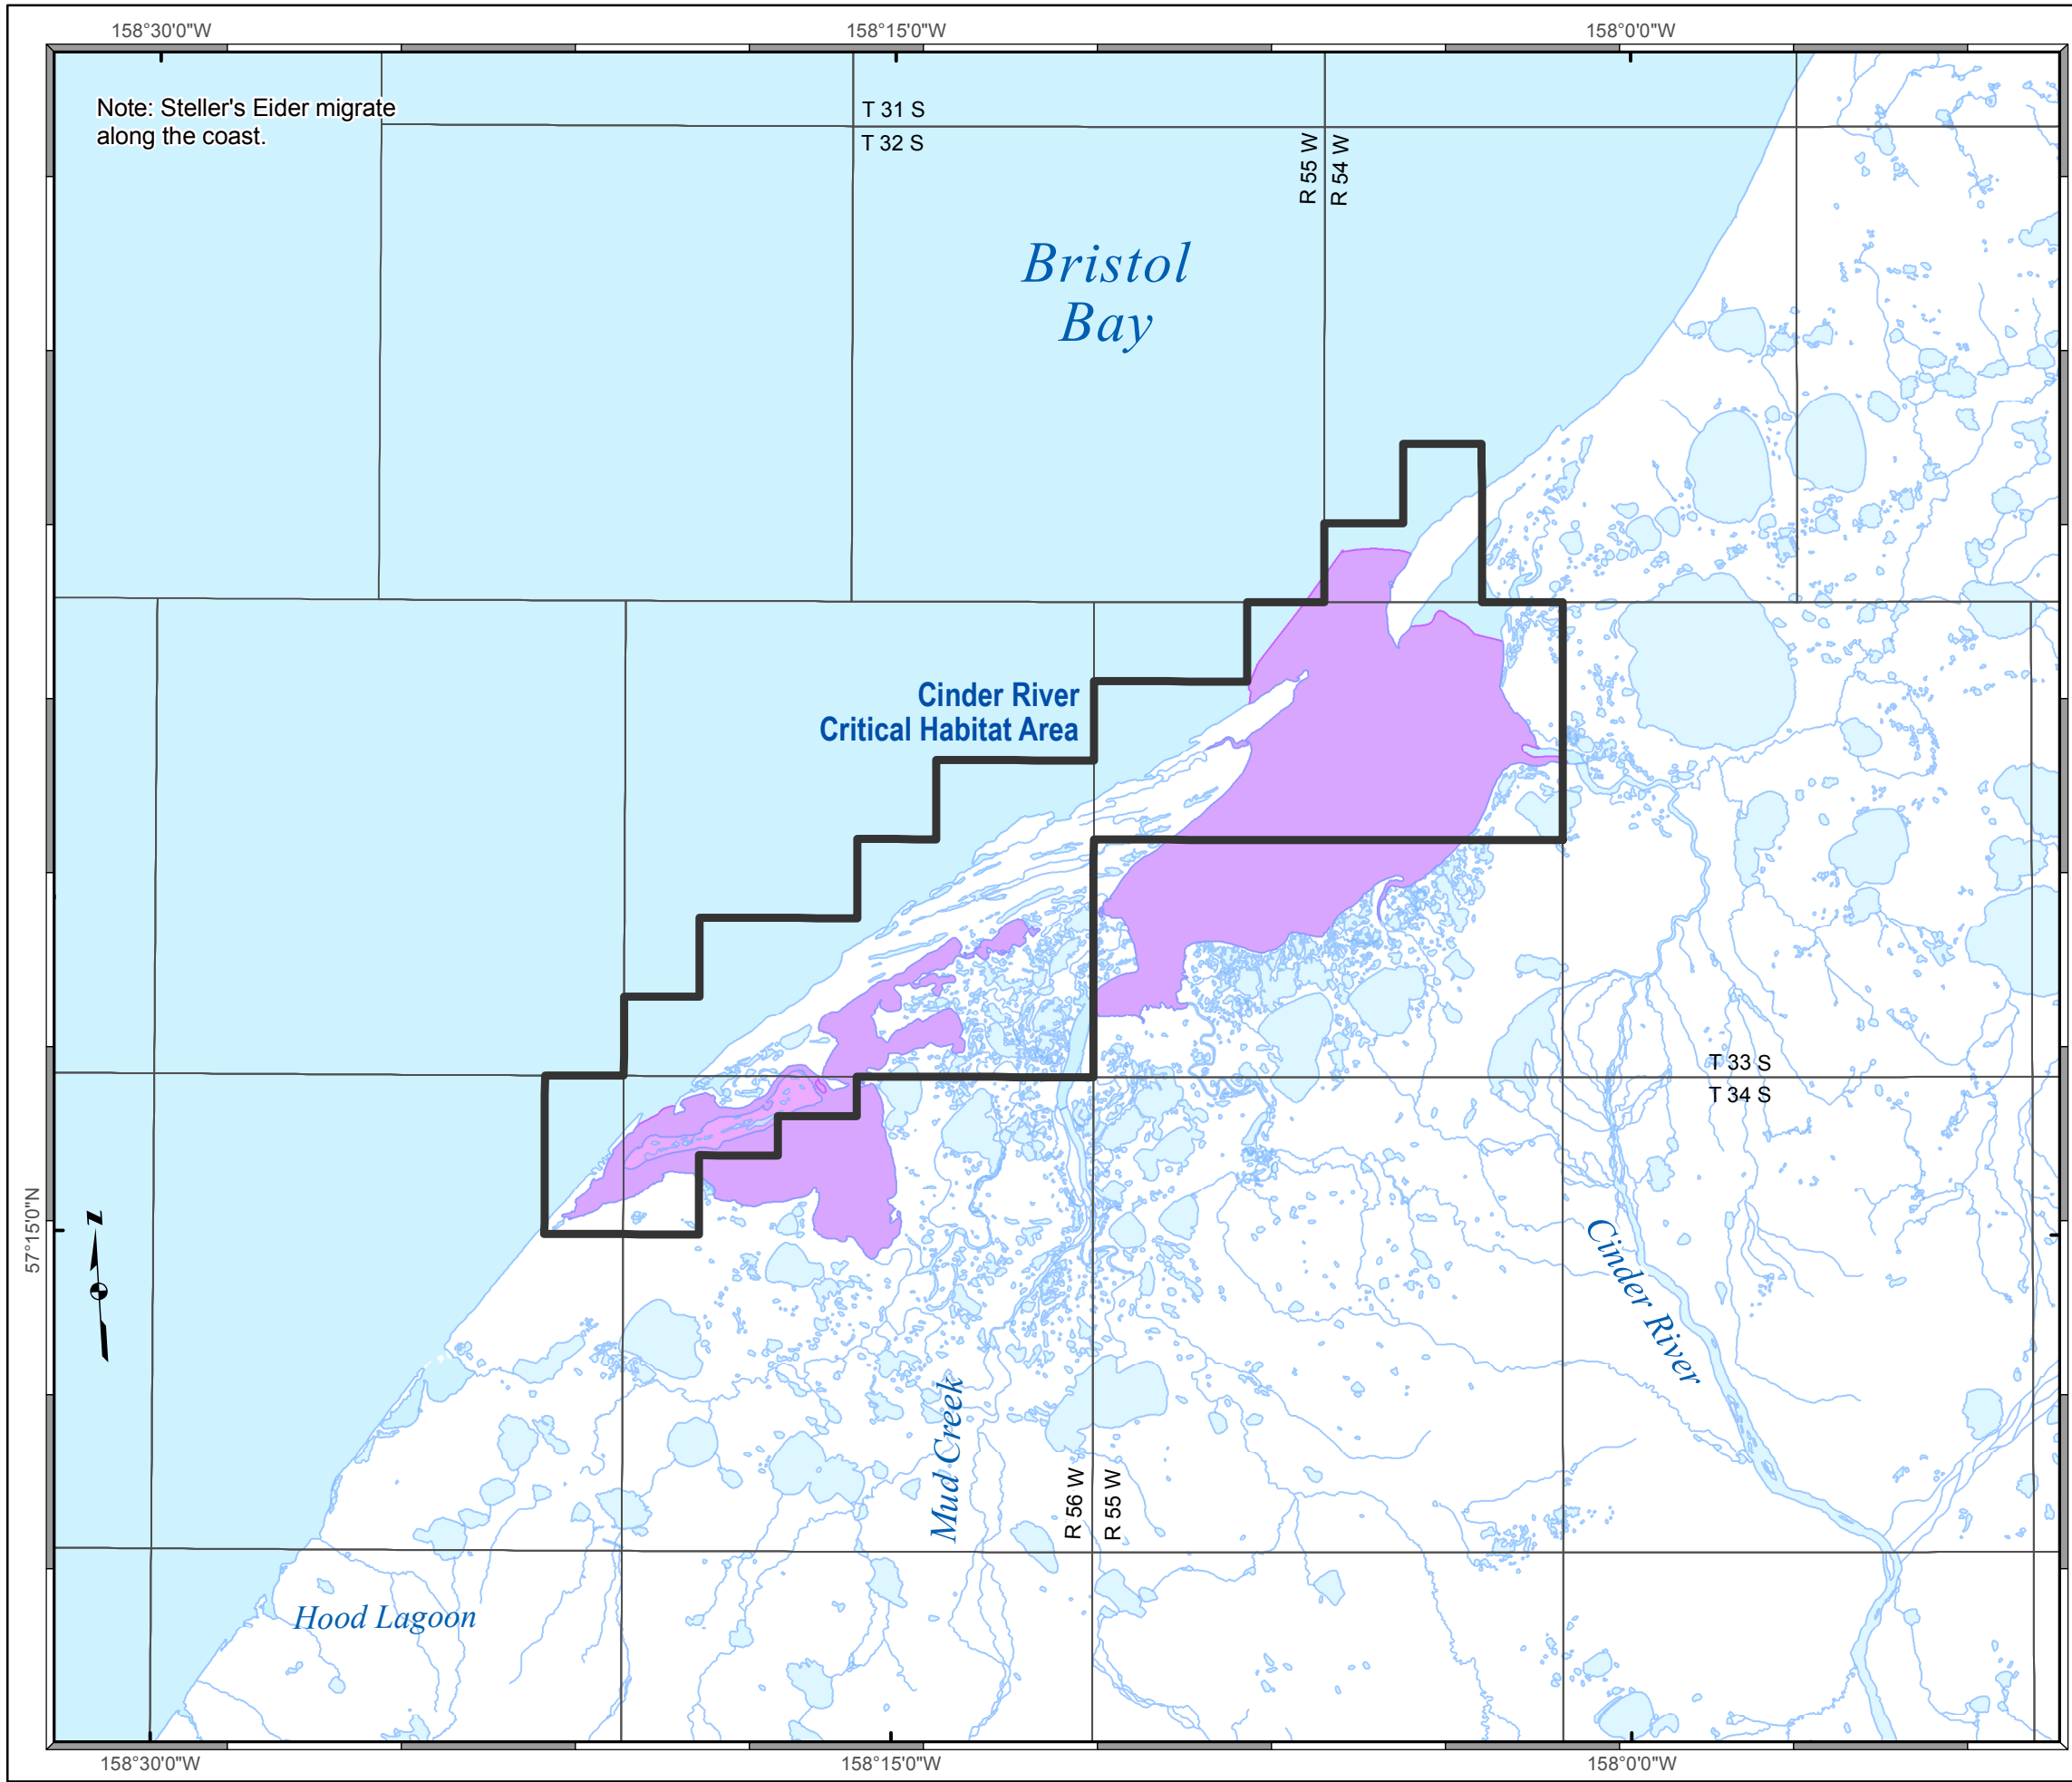 158°30'0"W
158°15'0"W
158°0'0"W
Note: Steller's Eider migrate
along the coast.
T 31 S
T 32 S
R 55 W
R 54 W
Bristol
Bay
Cinder River
Critical Habitat Area
T 33 S
T 34 S
57°15'0"N
N
Cinder River
Mud Creek
R 56 W
R 55 W
Hood Lagoon
158°30'0"W
158°15'0"W
158°0'0"W